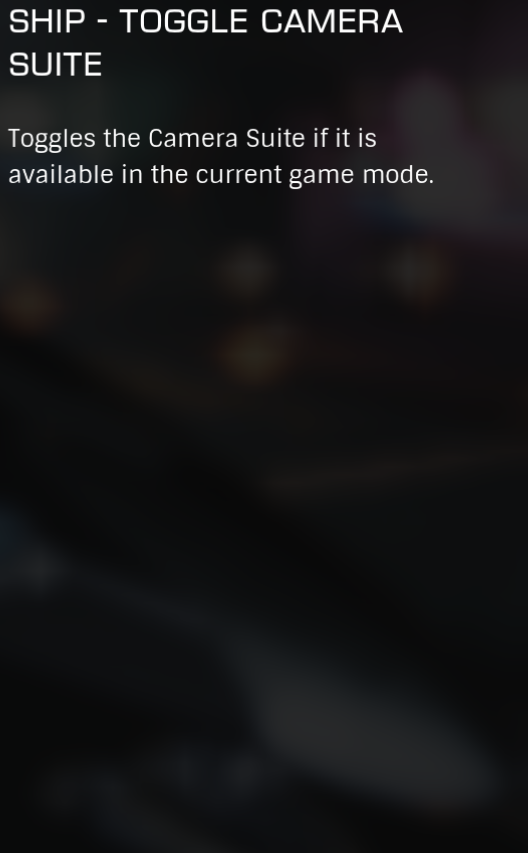 SHIP - TOGGLE CAMERA
SUITE
Toggles the Camera Suite if it is
available in the current game mode.